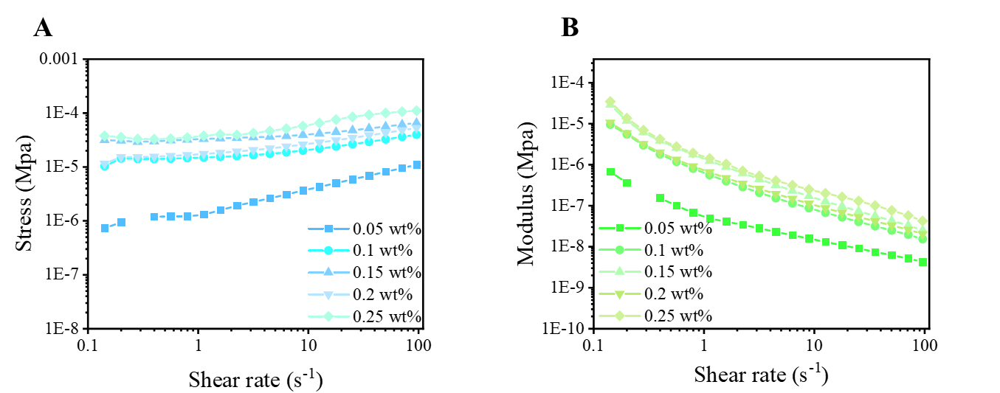 A
0.001
1E-4
1E-5
1E-6
1E-7
1E-8
Stress (Mpa)
0.05 wt%
0.1 wt%
0.15 wt%
0.2 wt%
0.25 wt%
0.1
1
10
100
Shear rate (s-1)
B
1E-4
1E-5
1E-6
1E-7
1E-8
1E-9
1E-10
Modulus (Mpa)
0.05 wt%
0.1 wt%
0.15 wt%
0.2 wt%
0.25 wt%
0.1
1
10
100
Shear rate (s-1)